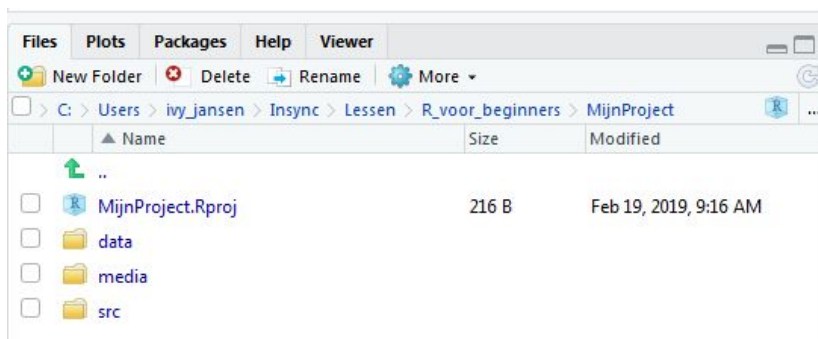 Files Plots Packages Help Viewer
New Folder Delete Rename More
C: > Users > ivy_jansen > Insync > Lessen > R_voor_beginners > MijnProject R ...
Name Size Modified
..
R MijnProject.Rproj 216 B Feb 19, 2019, 9:16 AM
data
media
src